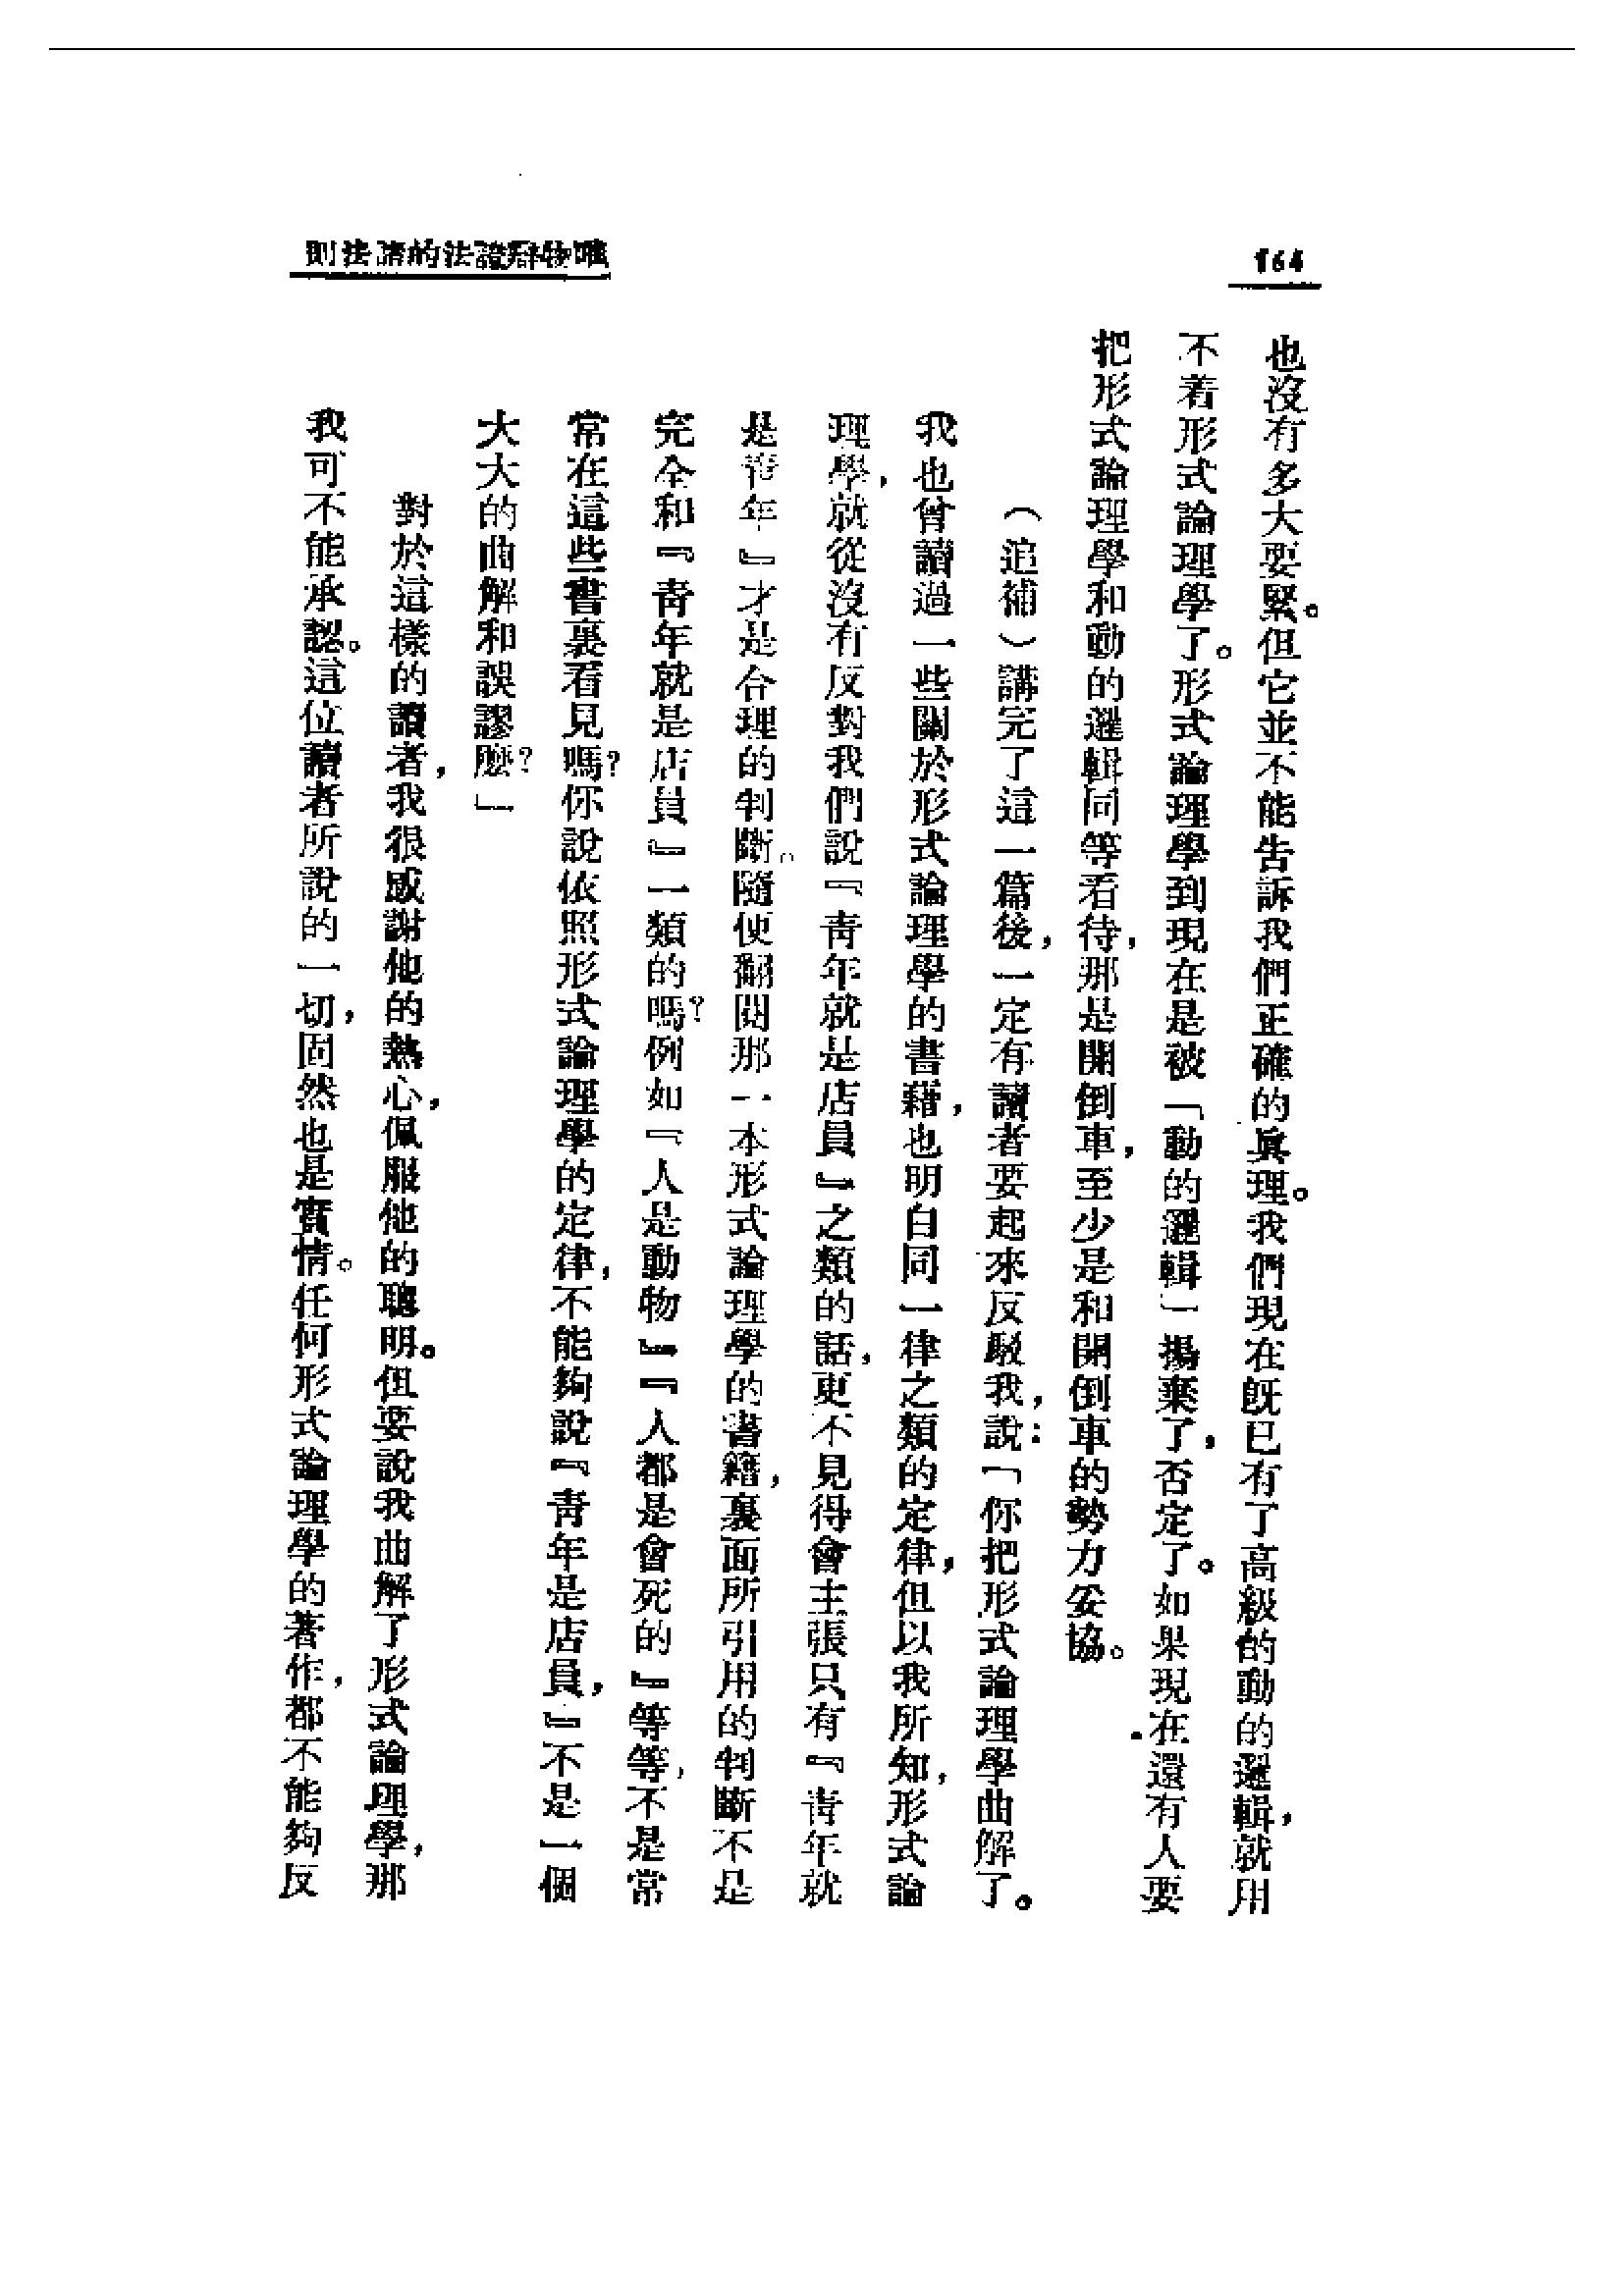 164
唯物辯證法的諸法則
也沒有多大要緊。但它並不能告訴我們正確的眞理。我們現在旣已有了高級的動的邏輯，就用
不着形式論理學了。形式論理學到現在是被「動的邏輯」揚棄了，否定了。如果現在還有人要
把形式論理學和動的邏輯同等看待，那是開倒車，至少是和開倒車的勢力妥協。
（追補）講完了這一篇後，一定有讀者要起來反駁我，說：「你把形式論理學曲解了。
我也曾讀過一些關於形式論理學的書籍，也明白同一律之類的定律，但以我所知，形式論
理學，就從沒有反對我們說『靑年就是店員』之類的話，更不見得會主張只有『靑年就
是靑年』才是合理的判斷。隨便翻開那一本形式論理學的書籍，裏面所引用的判斷不是
完全和『靑年就是店員』一類的嗎？例如『人是動物』『人都是會死的』等等，不是常
常在這些書裏看見嗎？你說依照形式論理學的定律，不能夠說『靑年是店員，』不是一個
大大的曲解和誤謬麼？」
對於這樣的讀者，我很感謝他的熱心，佩服他的聰明。但要說我曲解了形式論理學，那
我可不能承認。這位讀者所說的一切，固然也是實情。任何形式論理學的著作，都不能夠反